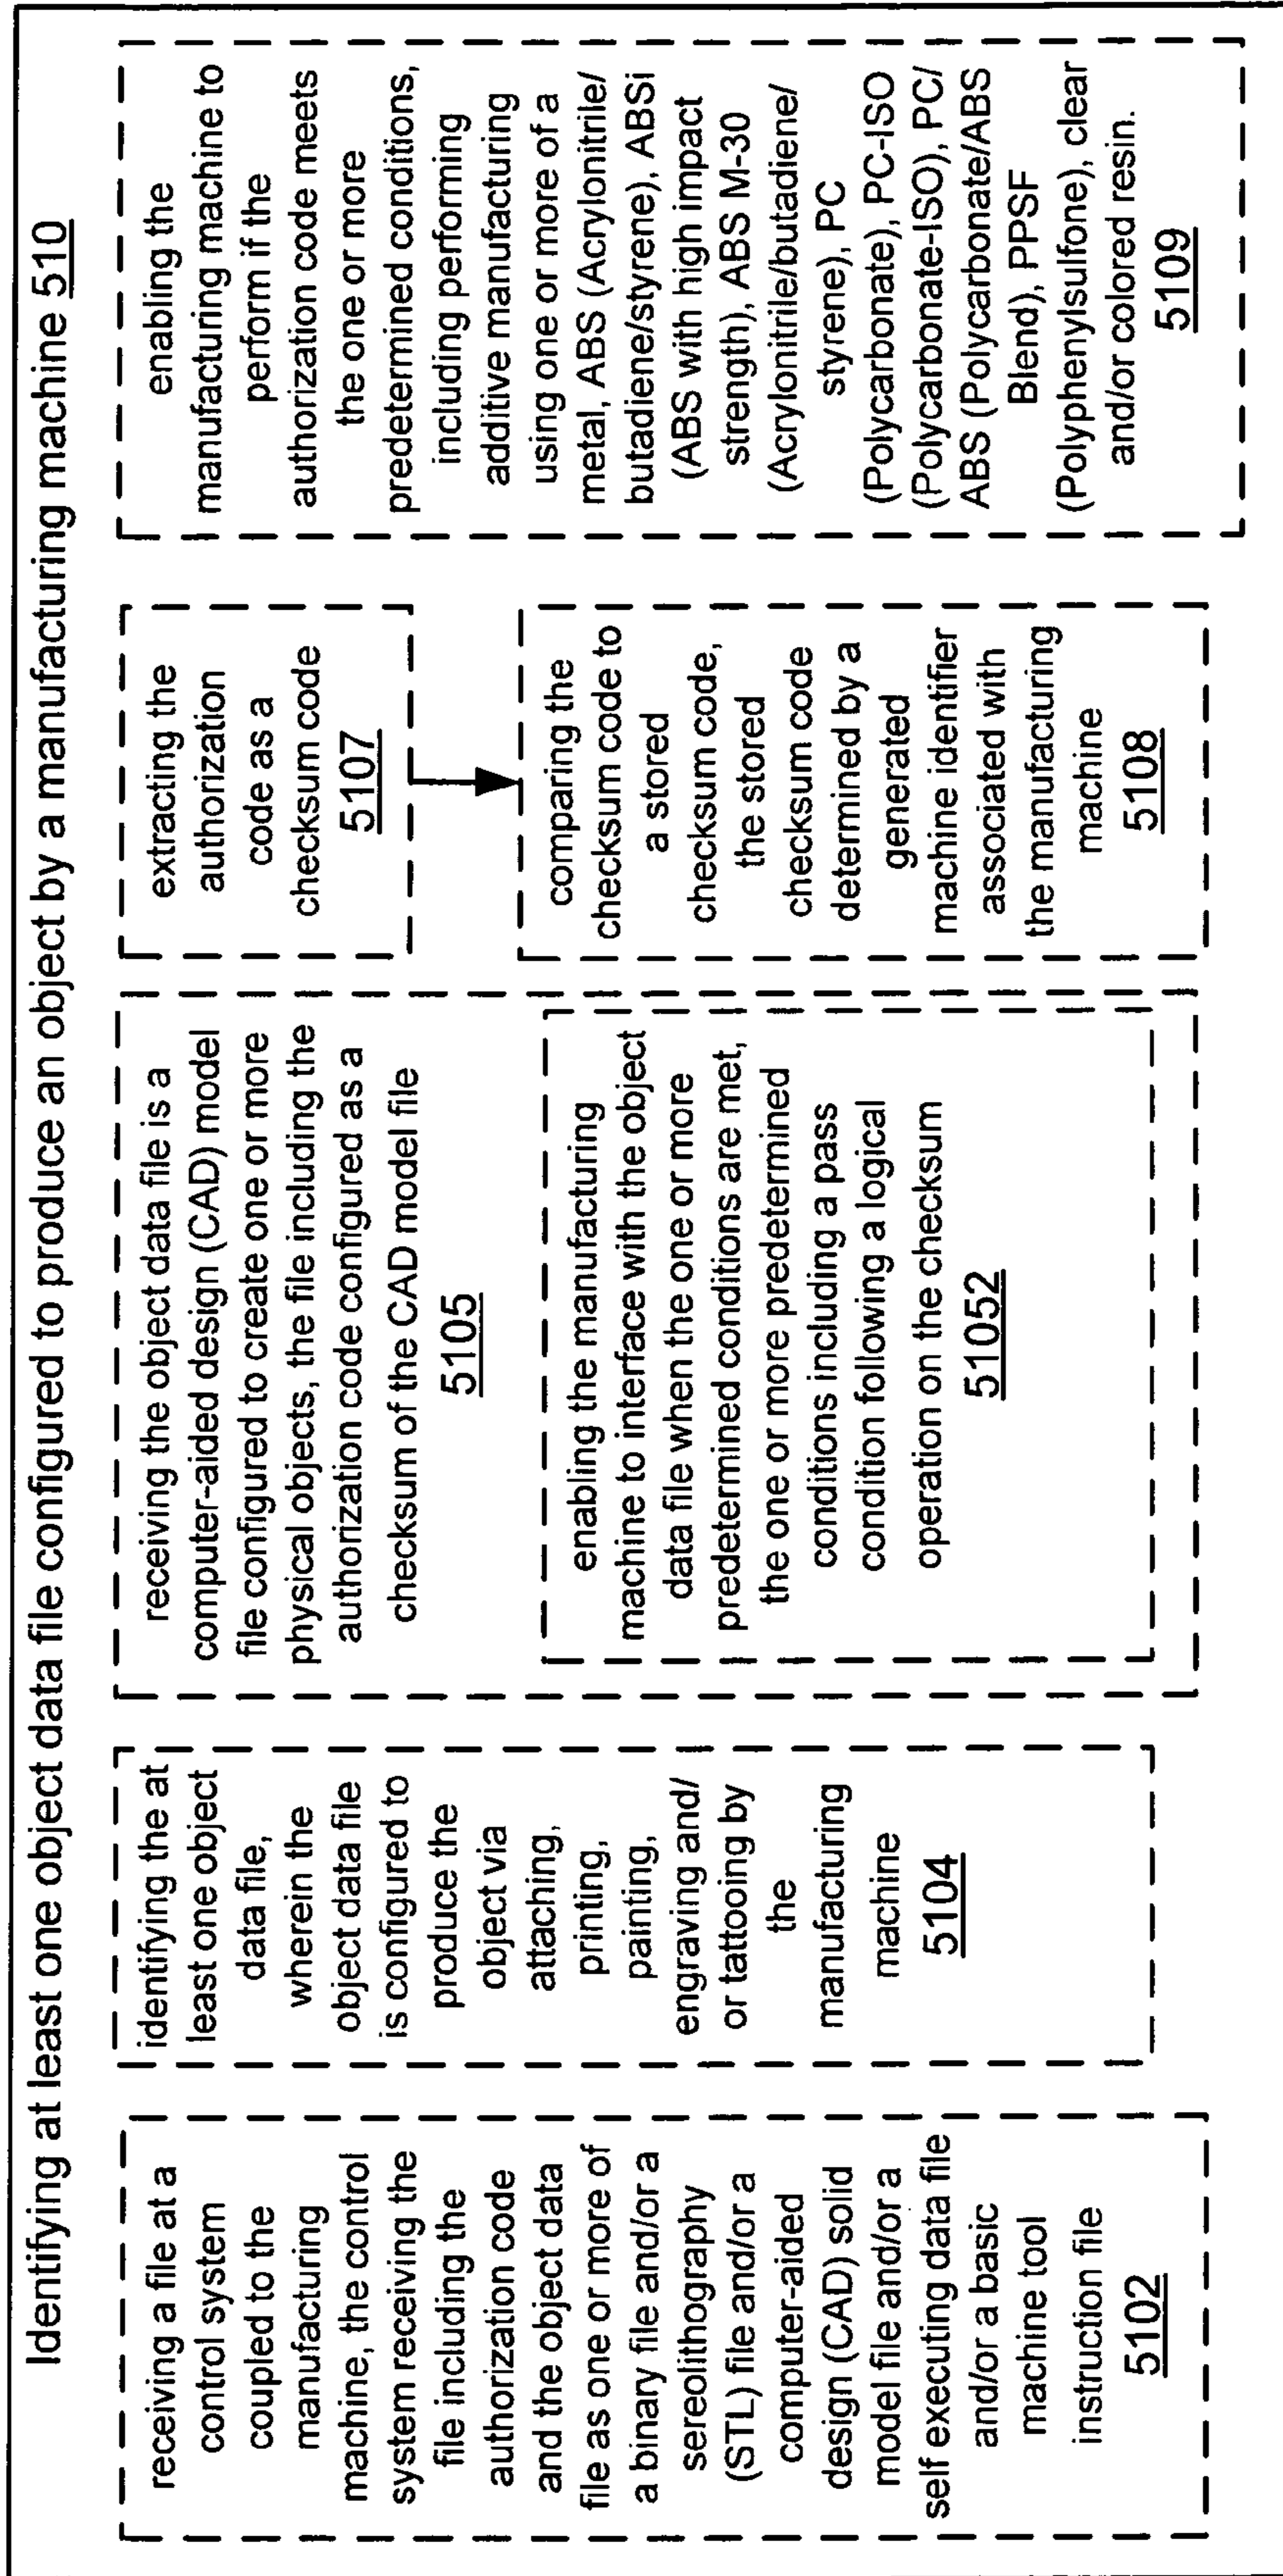 Identifying at least one object data file configured to produce an object by a manufacturing machine 510
receiving a file at a
control system
coupled to the
manufacturing
machine, the control
system receiving the
file including the
authorization code
and the object data
file as one or more of
a binary file and/or a
sereolithography
(STL) file and/or a
computer-aided
design (CAD) solid
model file and/or a
self executing data file
and/or a basic
machine tool
instruction file
5102
identifying the at
least one object
data file,
wherein the
object data file
is configured to
produce the
object via
attaching,
printing,
painting,
engraving and/
or tattooing by
the
manufacturing
machine
5104
receiving the object data file is a
computer-aided design (CAD) model
file configured to create one or more
physical objects, the file including the
authorization code configured as a
checksum of the CAD model file
5105
enabling the manufacturing
machine to interface with the object
data file when the one or more
predetermined conditions are met,
the one or more predetermined
conditions including a pass
condition following a logical
operation on the checksum
51052
extracting the
authorization
code as a
checksum code
5107
comparing the
checksum code to
a stored
checksum code,
the stored
checksum code
determined by a
generated
machine identifier
associated with
the manufacturing
machine
5108
enabling the
manufacturing machine to
perform if the
authorization code meets
the one or more
predetermined conditions,
including performing
additive manufacturing
using one or more of a
metal, ABS (Acrylonitrile/
butadiene/styrene), ABSi
(ABS with high impact
strength), ABS M-30
(Acrylonitrile/butadiene/
styrene), PC
(Polycarbonate), PC-ISO
(Polycarbonate-ISO), PC/
ABS (Polycarbonate/ABS
Blend), PPSF
(Polyphenylsulfone), clear
and/or colored resin.
5109